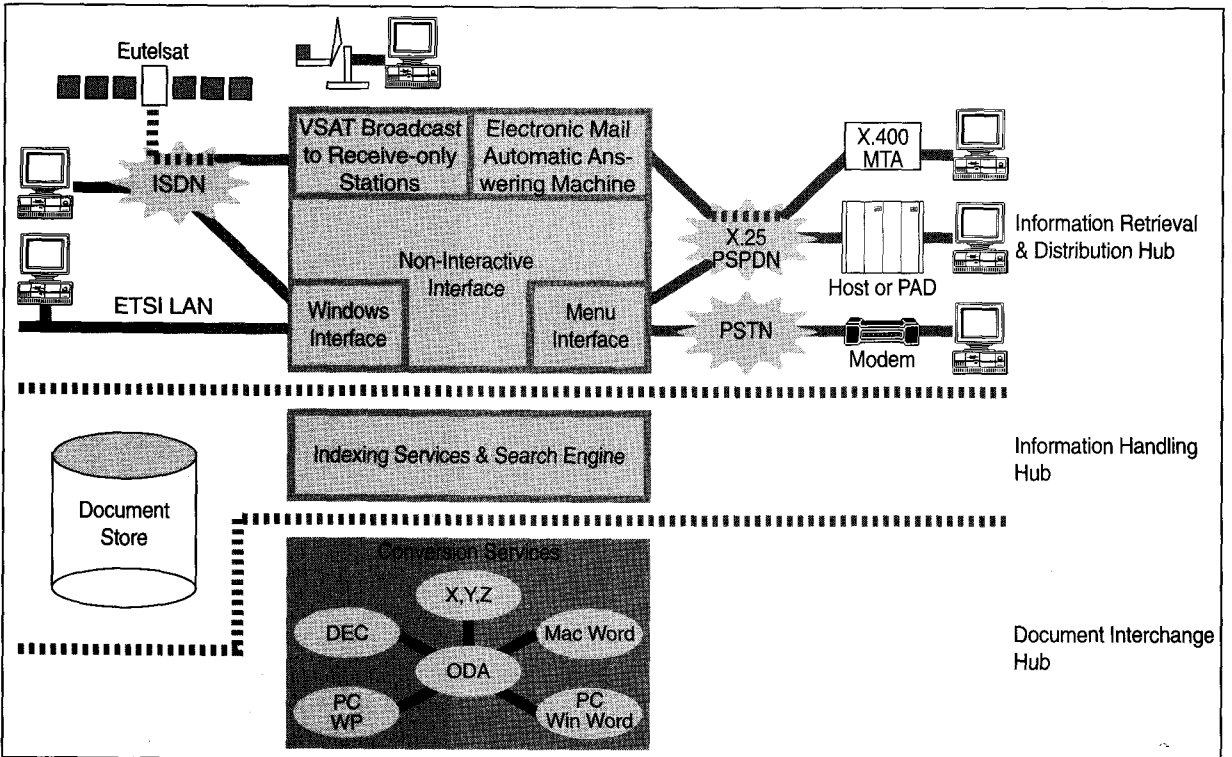 Eutelsat
VSAT Broadcast
to Receive-only
Stations
Electronic Mail
Automatic Ans-
wering Machine
X.400
MTA
ISDN
X.25
PSPDN
Information Retrieval
& Distribution Hub
Non-Interactive
Interface
Host or PAD
ETSI LAN
Windows
Interface
Menu
Interface
PSTN
Modem
Indexing Services & Search Engine
Information Handling
Hub
Document
Store
Conversion Services
X,Y,Z
DEC
Mac Word
ODA
Document Interchange
Hub
PC
WP
PC
Win Word